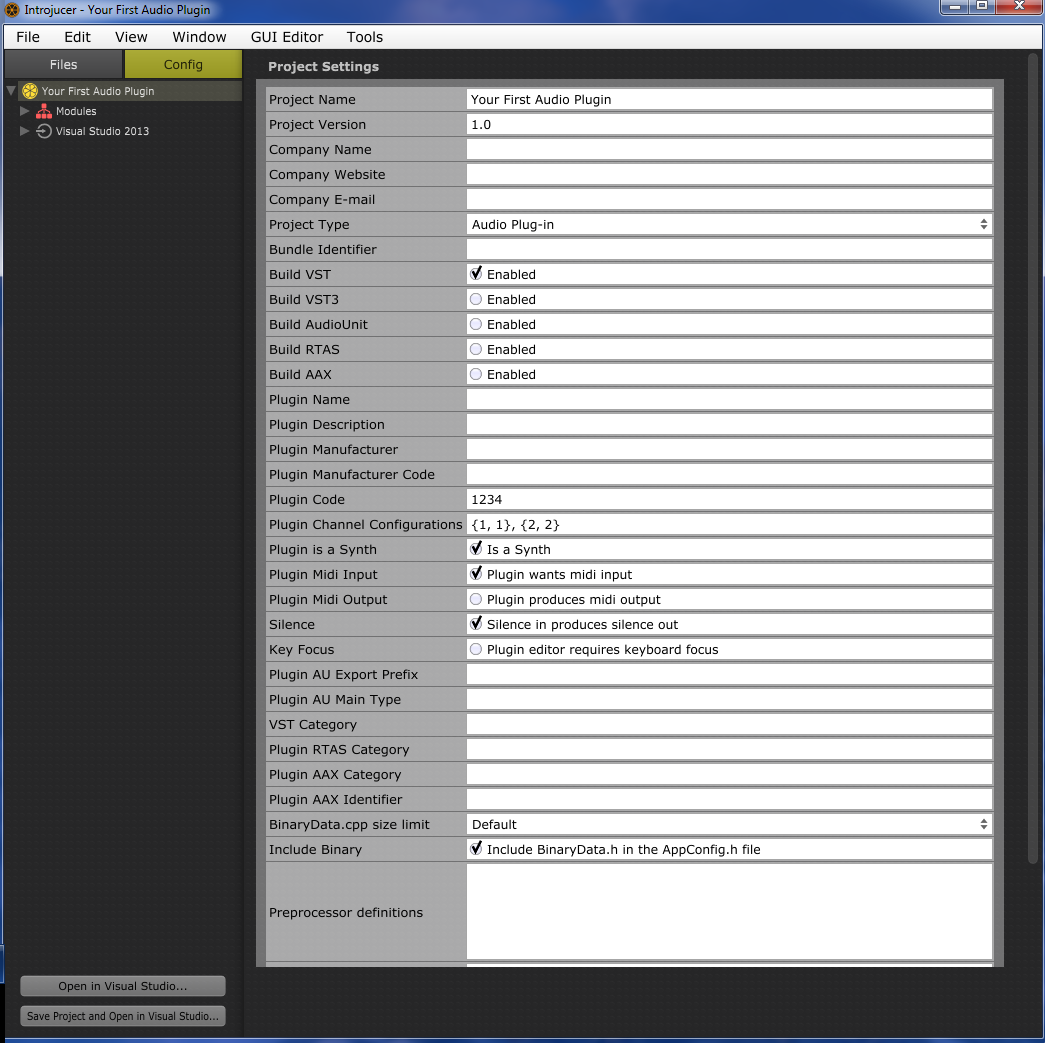 Introjucer - Your First Audio Plugin
File Edit View Window GUI Editor Tools
Files Config
Your First Audio Plugin
Modules
Visual Studio 2013
Open in Visual Studio...
Save Project and Open in Visual Studio...
Project Settings
Project Name Your First Audio Plugin
Project Version 1.0
Company Name
Company Website
Company E-mail
Project Type Audio Plug-in
Bundle Identifier
Build VST Enabled
Build VST3 Enabled
Build AudioUnit Enabled
Build RTAS Enabled
Build AAX Enabled
Plugin Name
Plugin Description
Plugin Manufacturer
Plugin Manufacturer Code
Plugin Code 1234
Plugin Channel Configurations {1, 1}, {2, 2}
Plugin is a Synth Is a Synth
Plugin Midi Input Plugin wants midi input
Plugin Midi Output Plugin produces midi output
Silence Silence in produces silence out
Key Focus Plugin editor requires keyboard focus
Plugin AU Export Prefix
Plugin AU Main Type
VST Category
Plugin RTAS Category
Plugin AAX Category
Plugin AAX Identifier
BinaryData.cpp size limit Default
Include Binary Include BinaryData.h in the AppConfig.h file
Preprocessor definitions